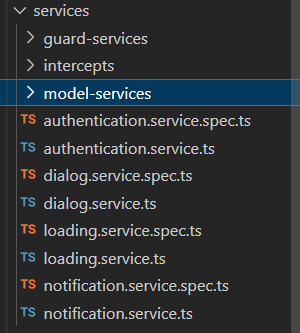 services
guard-services
intercepts
model-services
TS authentication.service.spec.ts
TS authentication.service.ts
TS dialog.service.spec.ts
TS dialog.service.ts
TS loading.service.spec.ts
TS loading.service.ts
TS notification.service.spec.ts
TS notification.service.ts